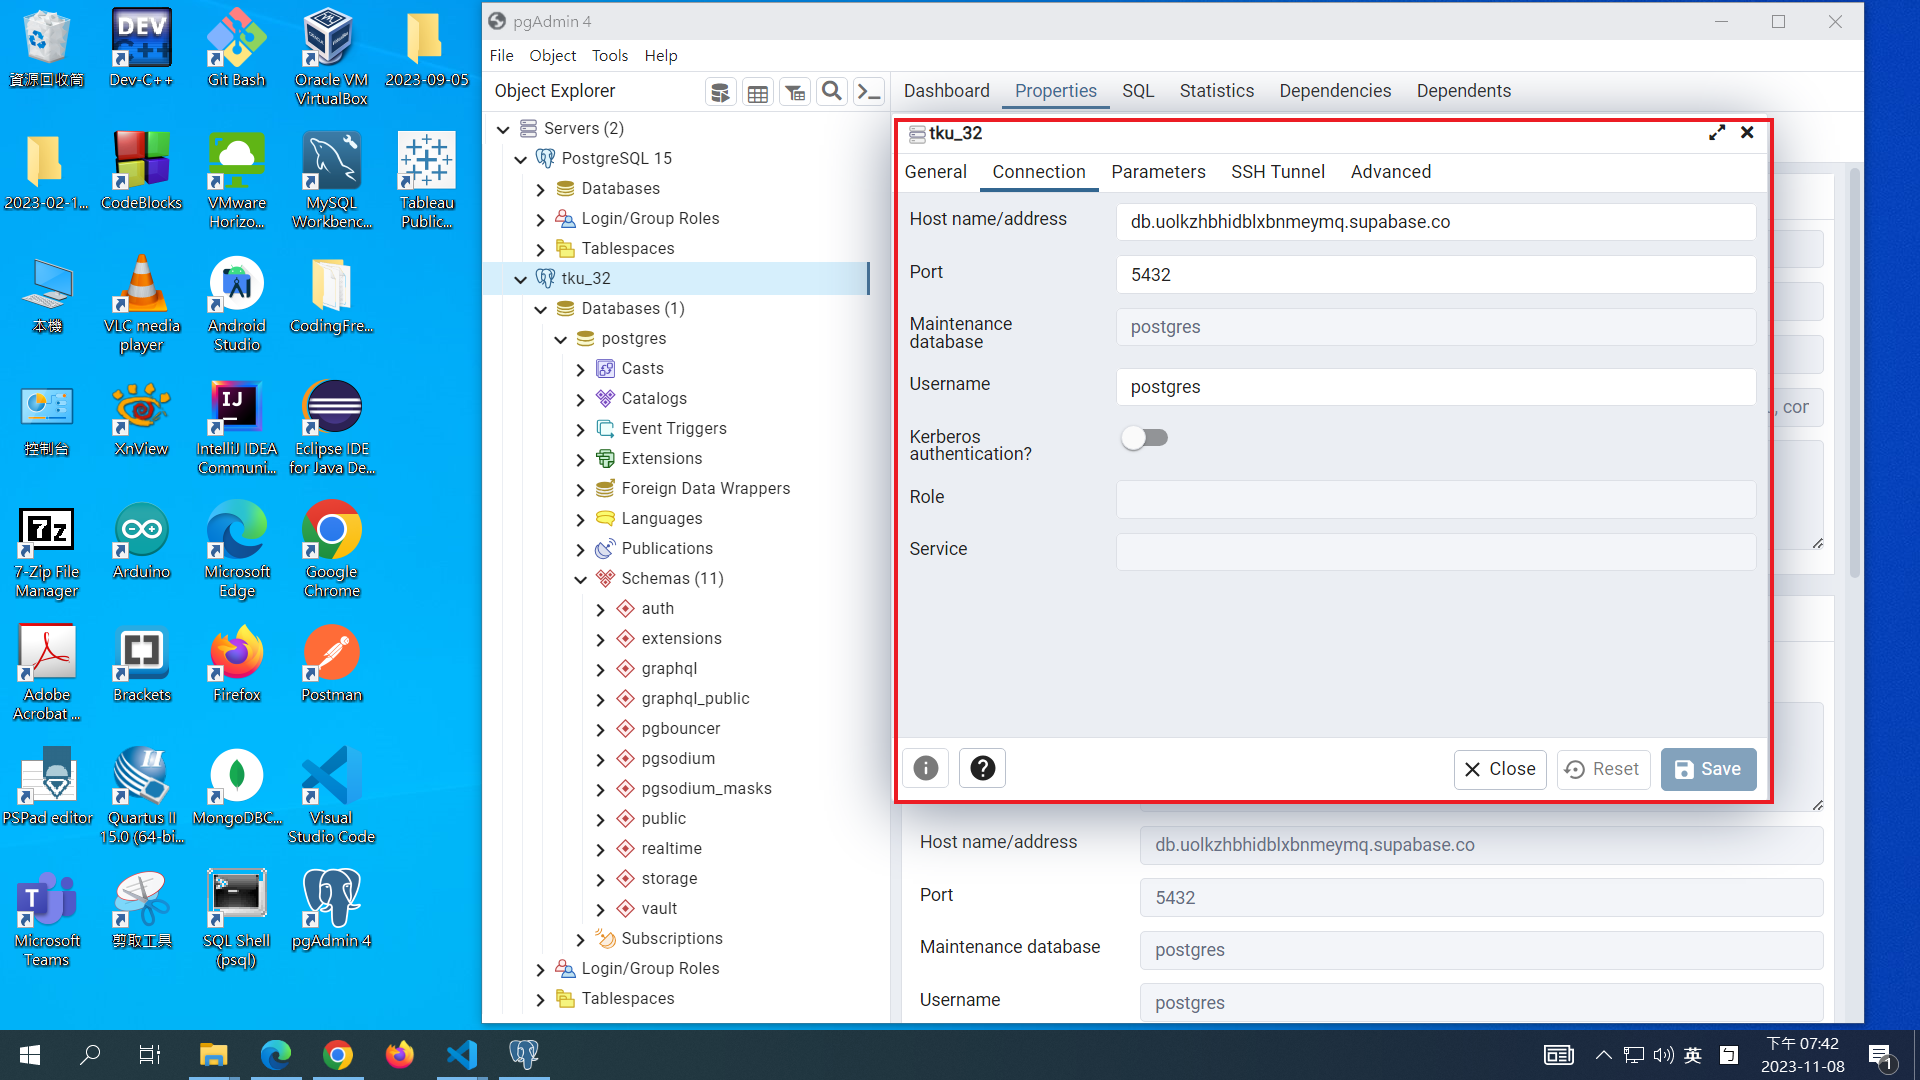 資源回收筒
Dev-C++
Git Bash
Oracle VM
VirtualBox
2023-09-05
2023-02-1...
CodeBlocks
VMware
Horizo...
MySQL
Workbenc...
Tableau
Public...
本機
VLC media
player
Android
Studio
CodingFre...
控制台
XnView
IntelliJ IDEA
Communi...
Eclipse IDE
for Java De...
7-Zip File
Manager
Arduino
Microsoft
Edge
Google
Chrome
Adobe
Acrobat ...
Brackets
Firefox
Postman
PSPad editor
Quartus II
15.0 (64-bi...
MongoDBC...
Visual
Studio Code
Microsoft
Teams
剪取工具
SQL Shell
(psql)
pgAdmin 4
pgAdmin 4
File Object Tools Help
Object Explorer
Servers (2)
PostgreSQL 15
Databases
Login/Group Roles
Tablespaces
tku_32
Databases (1)
postgres
Casts
Catalogs
Event Triggers
Extensions
Foreign Data Wrappers
Languages
Publications
Schemas (11)
auth
extensions
graphql
graphql_public
pgbouncer
pgsodium
pgsodium_masks
public
realtime
storage
vault
Subscriptions
Login/Group Roles
Tablespaces
Dashboard Properties SQL Statistics Dependencies Dependents
tku_32
General Connection Parameters SSH Tunnel Advanced
Host name/address db.uolkzhbhidblxbnmeymq.supabase.co
Port 5432
Maintenance
database postgres
Username postgres
Kerberos
authentication?
Role
Service
Close Reset Save
, cor
Host name/address db.uolkzhbhidblxbnmeymq.supabase.co
Port 5432
Maintenance database postgres
Username postgres
英
下午 07:42
2023-11-08
1